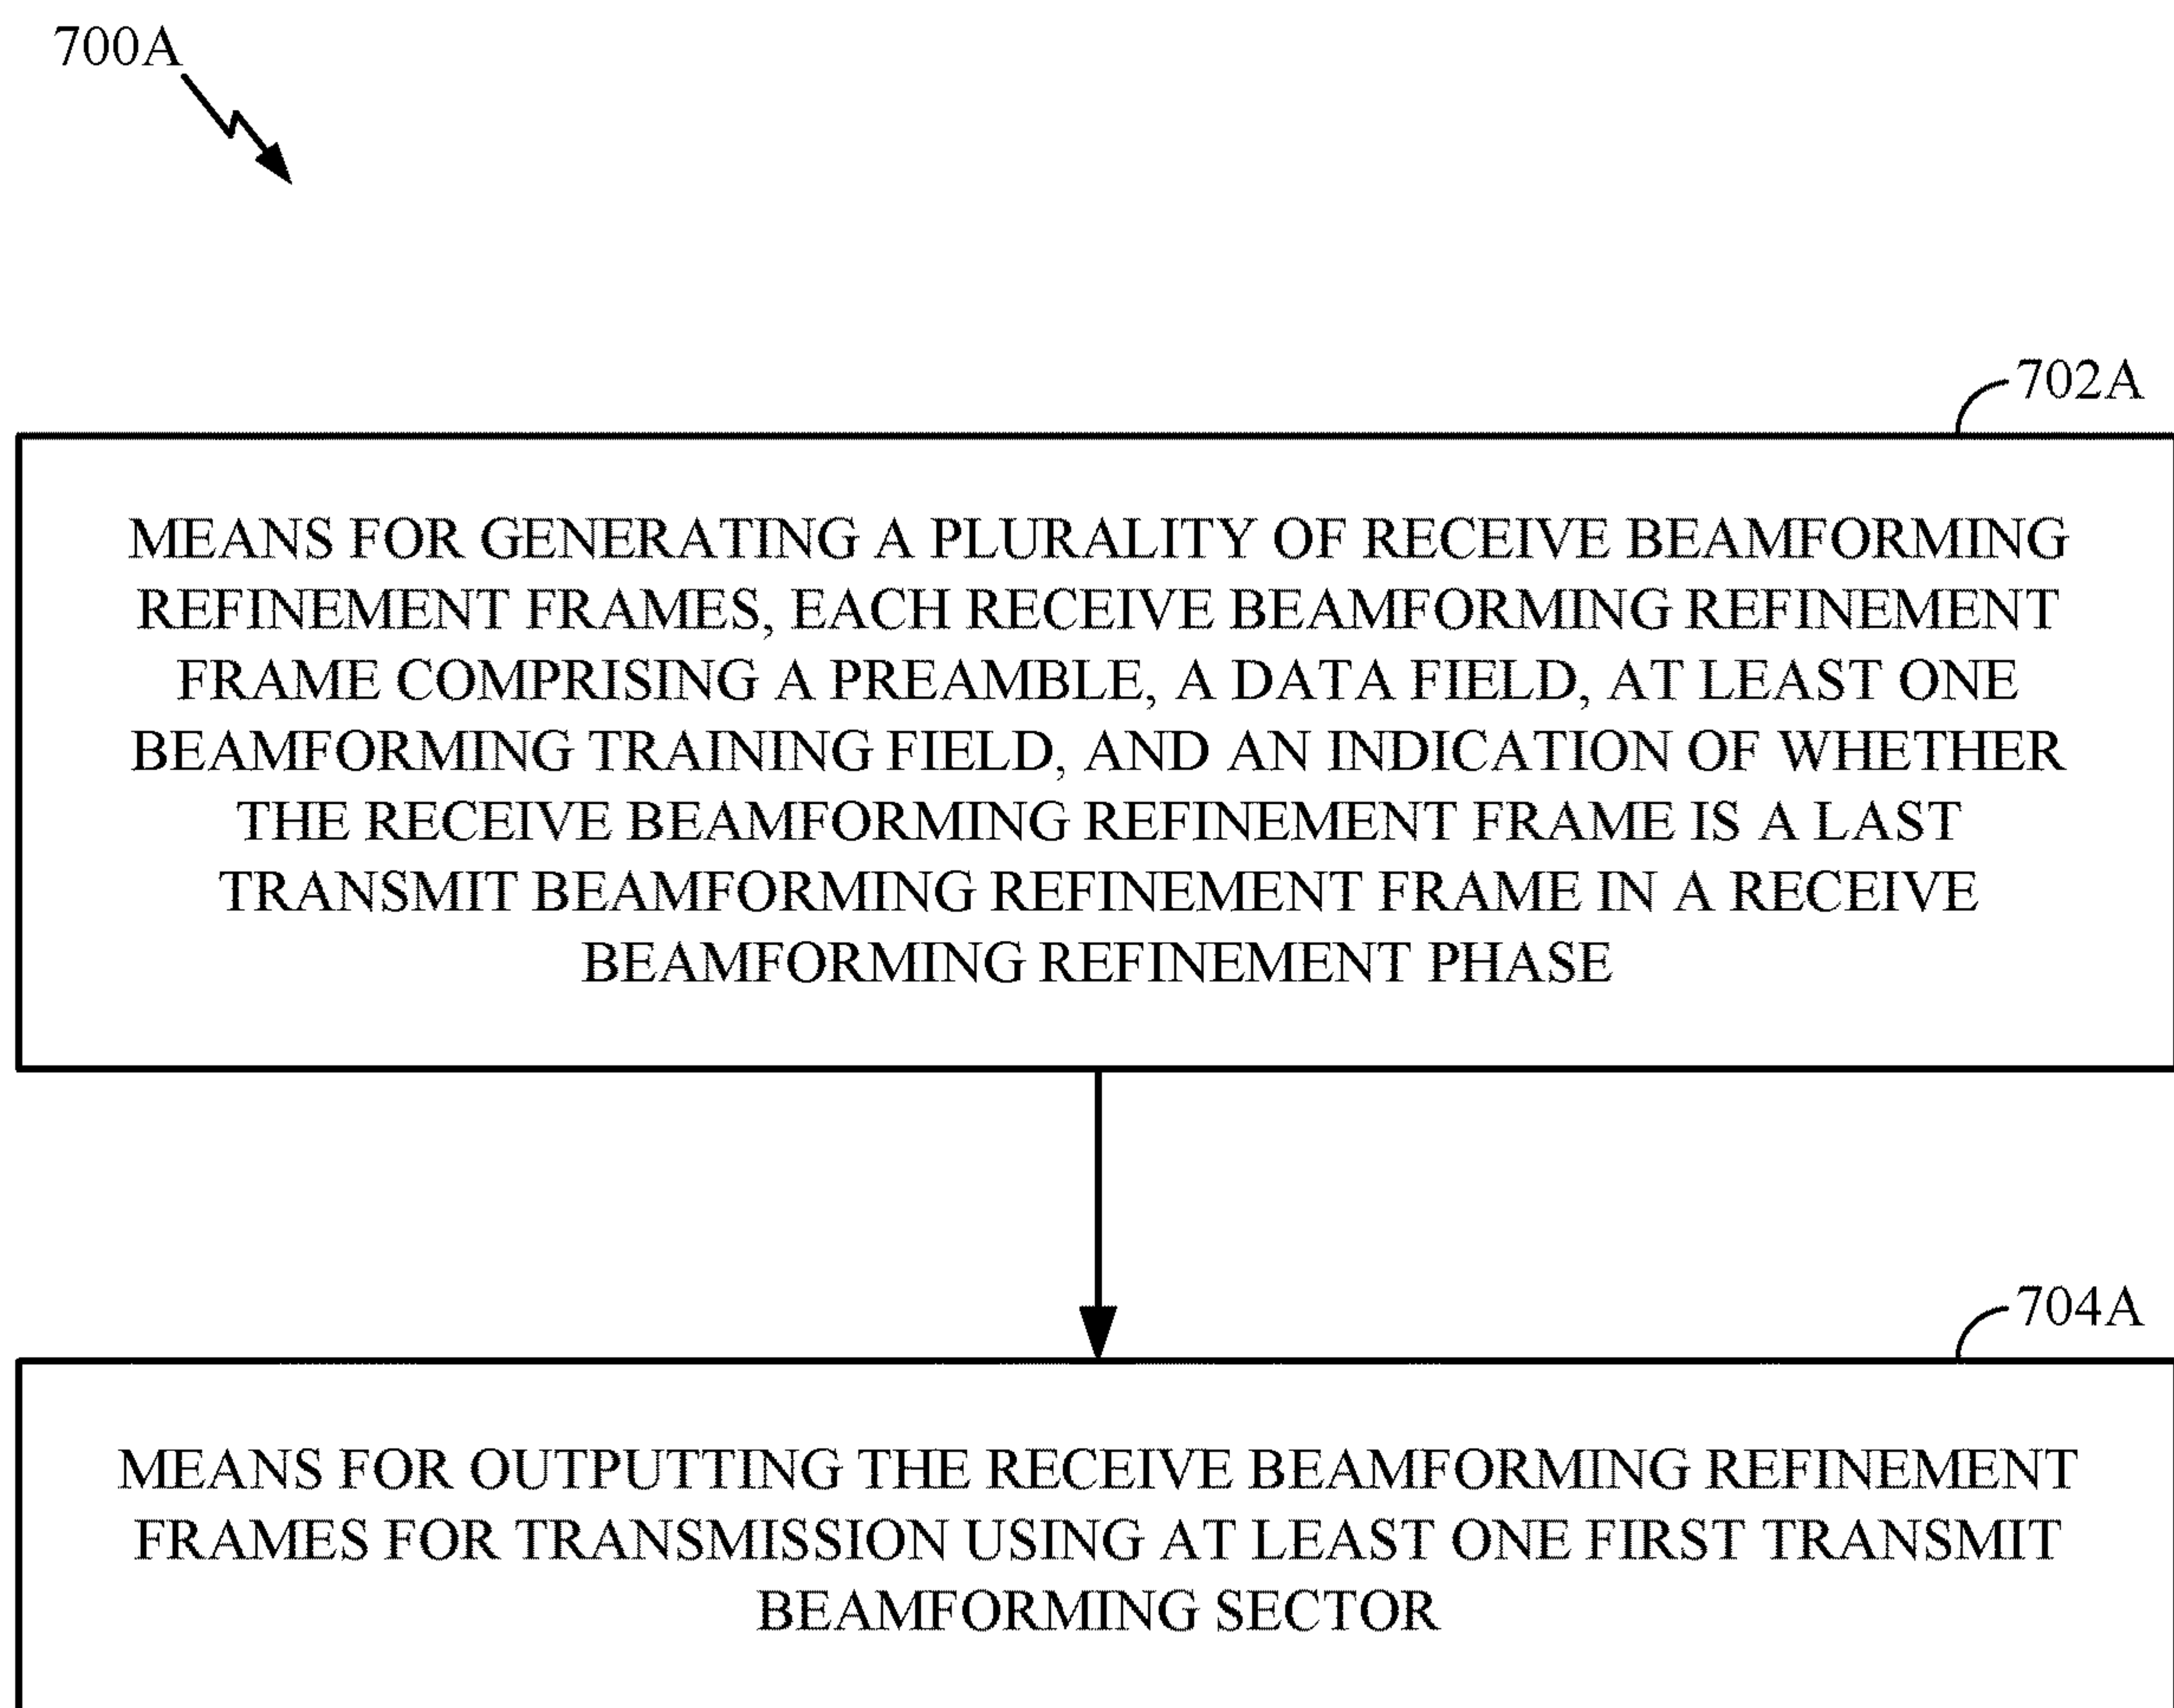 700A
702A
MEANS FOR GENERATING A PLURALITY OF RECEIVE BEAMFORMING
REFINEMENT FRAMES, EACH RECEIVE BEAMFORMING REFINEMENT
FRAME COMPRISING A PREAMBLE, A DATA FIELD, AT LEAST ONE
BEAMFORMING TRAINING FIELD, AND AN INDICATION OF WHETHER
THE RECEIVE BEAMFORMING REFINEMENT FRAME IS A LAST
TRANSMIT BEAMFORMING REFINEMENT FRAME IN A RECEIVE
BEAMFORMING REFINEMENT PHASE
704A
MEANS FOR OUTPUTTING THE RECEIVE BEAMFORMING REFINEMENT
FRAMES FOR TRANSMISSION USING AT LEAST ONE FIRST TRANSMIT
BEAMFORMING SECTOR